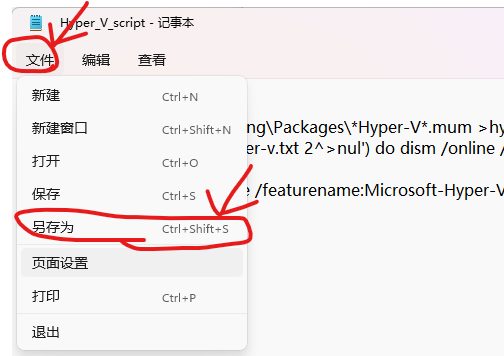 Hyper_V_script - 记事本
文件 编辑 查看
新建 Ctrl+N
新建窗口 Ctrl+Shift+N
打开 Ctrl+O
保存 Ctrl+S
另存为 Ctrl+Shift+S
页面设置
打印 Ctrl+P
退出
ng\Packages\*Hyper-V*.mum >hy
er-v.txt 2^>nul') do dism /online /
e /featurename:Microsoft-Hyper-V